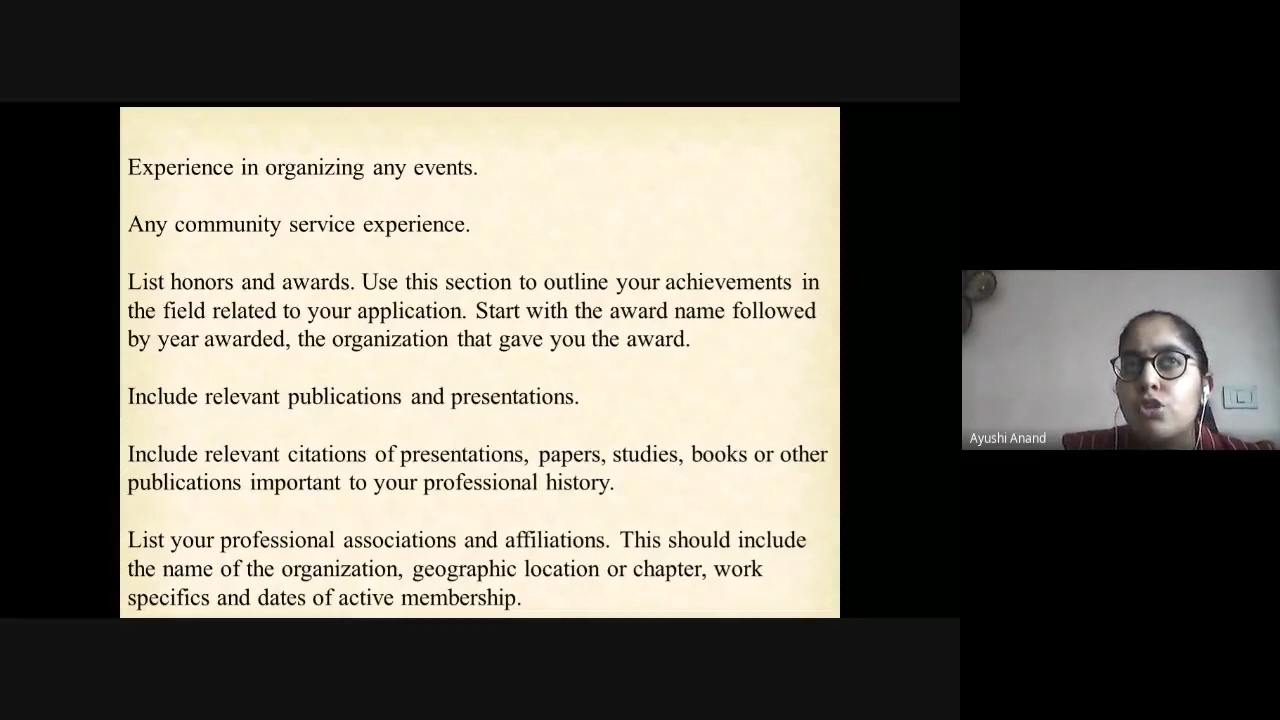 Experience in organizing any events.
Any community service experience.
List honors and awards. Use this section to outline your achievements in
the field related to your application. Start with the award name followed
by year awarded, the organization that gave you the award.
Include relevant publications and presentations.
Include relevant citations of presentations, papers, studies, books or other
publications important to your professional history.
List your professional associations and affiliations. This should include
the name of the organization, geographic location or chapter, work
specifics and dates of active membership.
Ayushi Anand